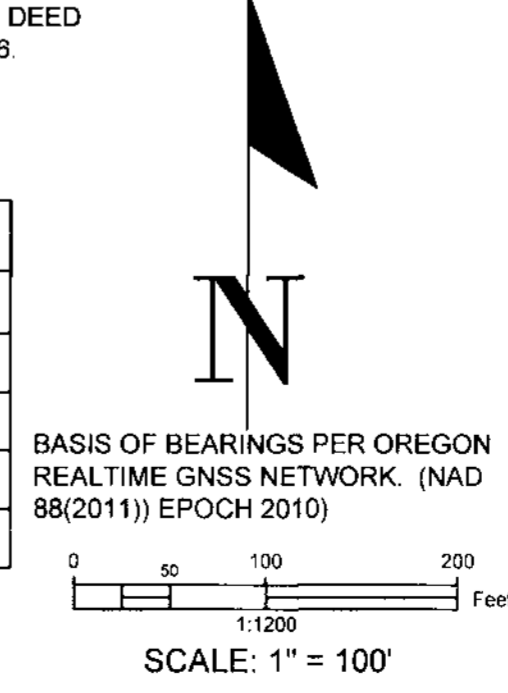 DEED
6.
N
BASIS OF BEARINGS PER OREGON
REALTIME GNSS NETWORK. (NAD
88(2011)) EPOCH 2010)
0 50 100 200
Feet
1:1200
SCALE: 1" = 100'